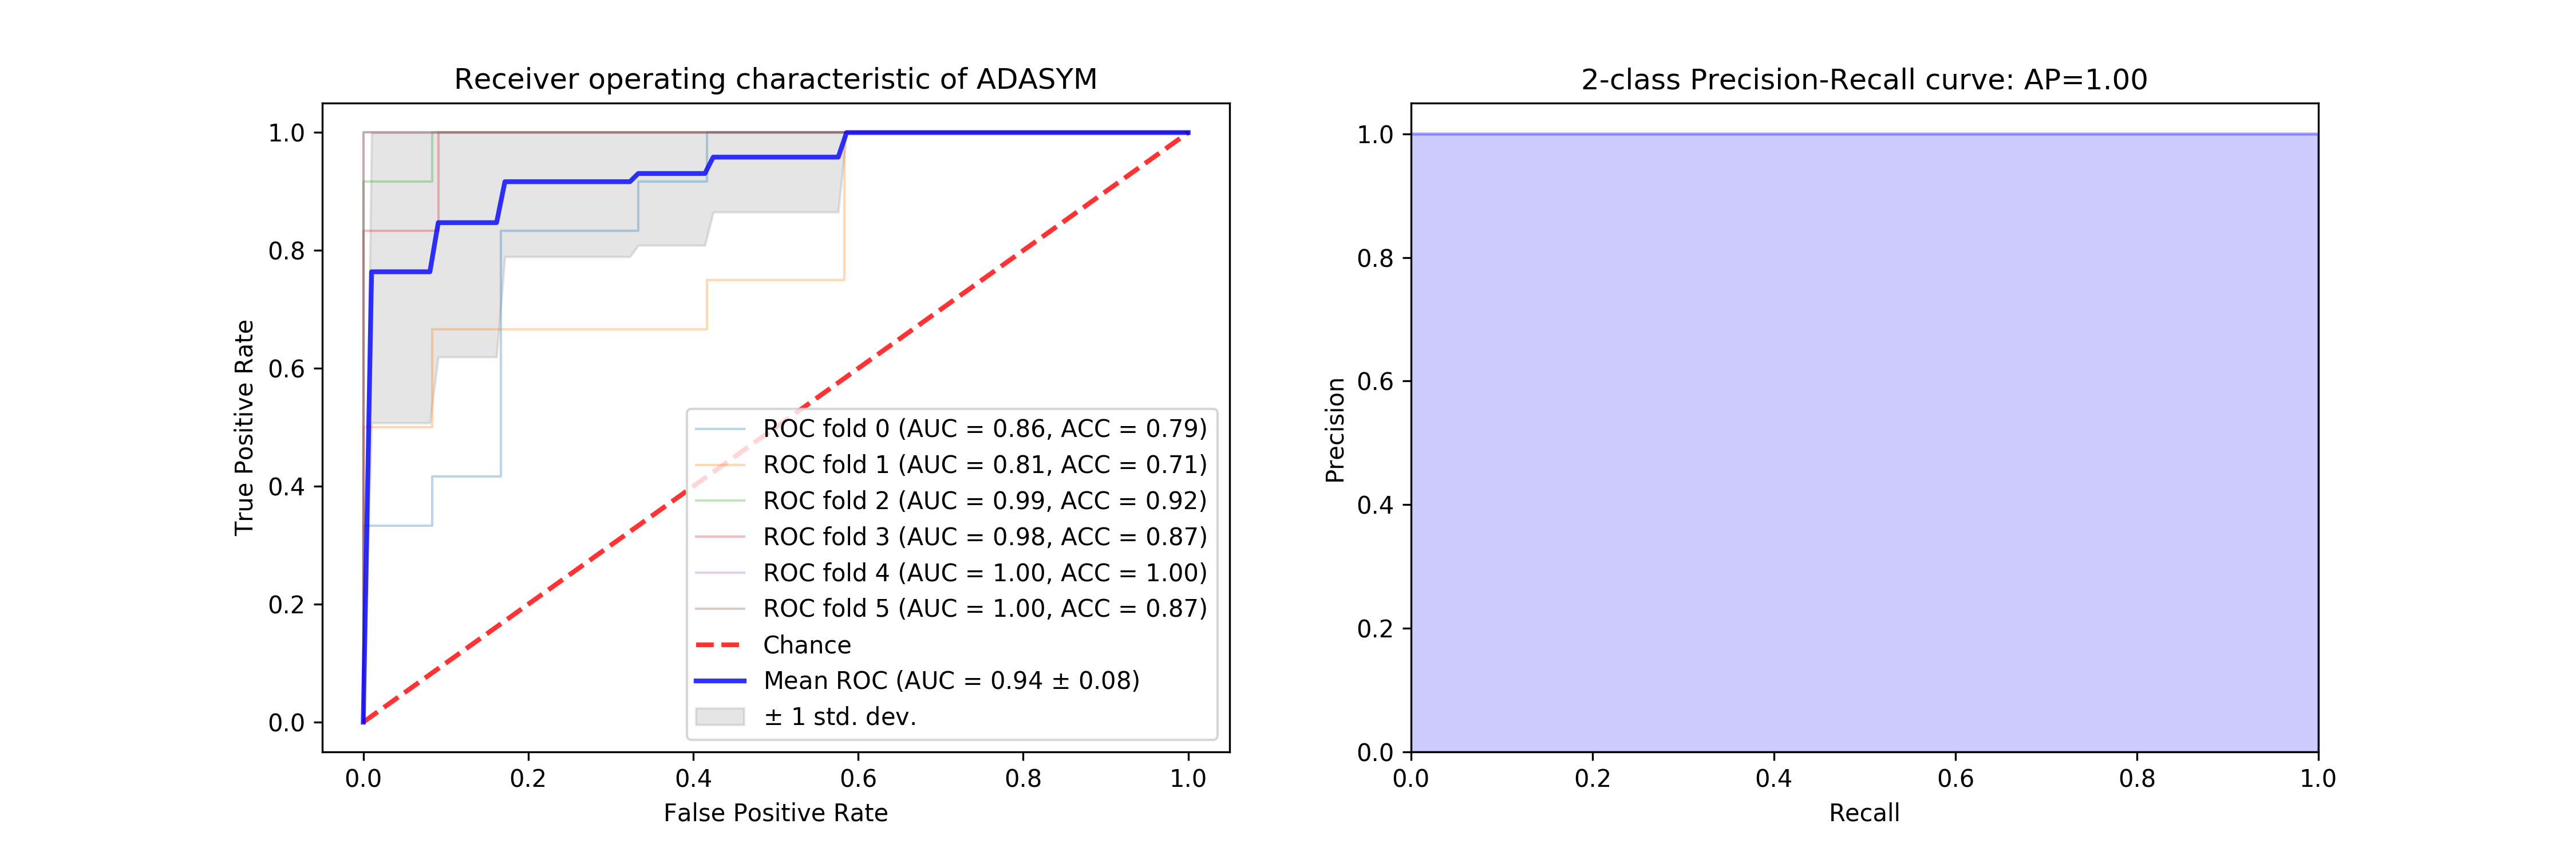 Receiver operating characteristic of ADASYM
True Positive Rate
1.0
0.8
0.6
0.4
0.2
0.0
ROC fold 0 (AUC = 0.86, ACC = 0.79)
ROC fold 1 (AUC = 0.81, ACC = 0.71)
ROC fold 2 (AUC = 0.99, ACC = 0.92)
ROC fold 3 (AUC = 0.98, ACC = 0.87)
ROC fold 4 (AUC = 1.00, ACC = 1.00)
ROC fold 5 (AUC = 1.00, ACC = 0.87)
Chance
Mean ROC (AUC = 0.94 ± 0.08)
± 1 std. dev.
0.0 0.2 0.4 0.6 0.8 1.0
False Positive Rate
2-class Precision-Recall curve: AP=1.00
Precision
1.0
0.8
0.6
0.4
0.2
0.0
0.0 0.2 0.4 0.6 0.8 1.0
Recall